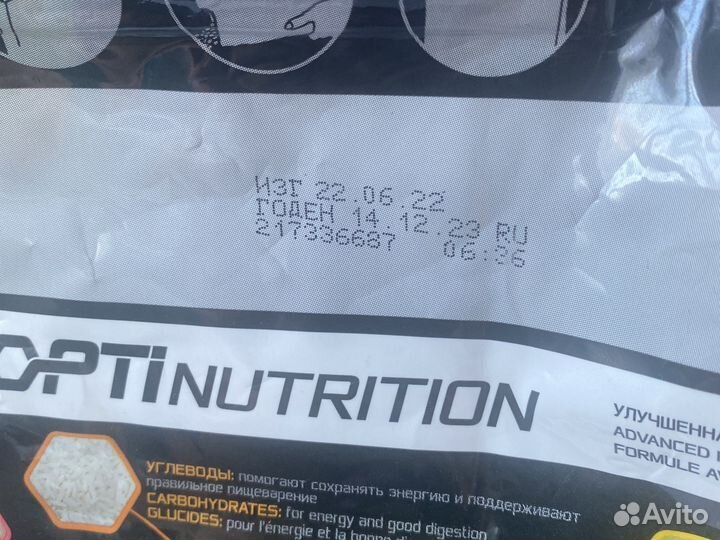 ИЗГ 22.06.22
ГОДЕН 14.12.23 RU
217336687 06:36
OPTiNUTRITION
УЛУЧШЕННА
ADVANCED
FORMULE
УГЛЕВОДЫ: помогают сохранять энергию и поддерживают
правильное пищеварение
CARBOHYDRATES: for energy and good digestion
GLUCIDES: pour l'énergie et la bonne
Avito